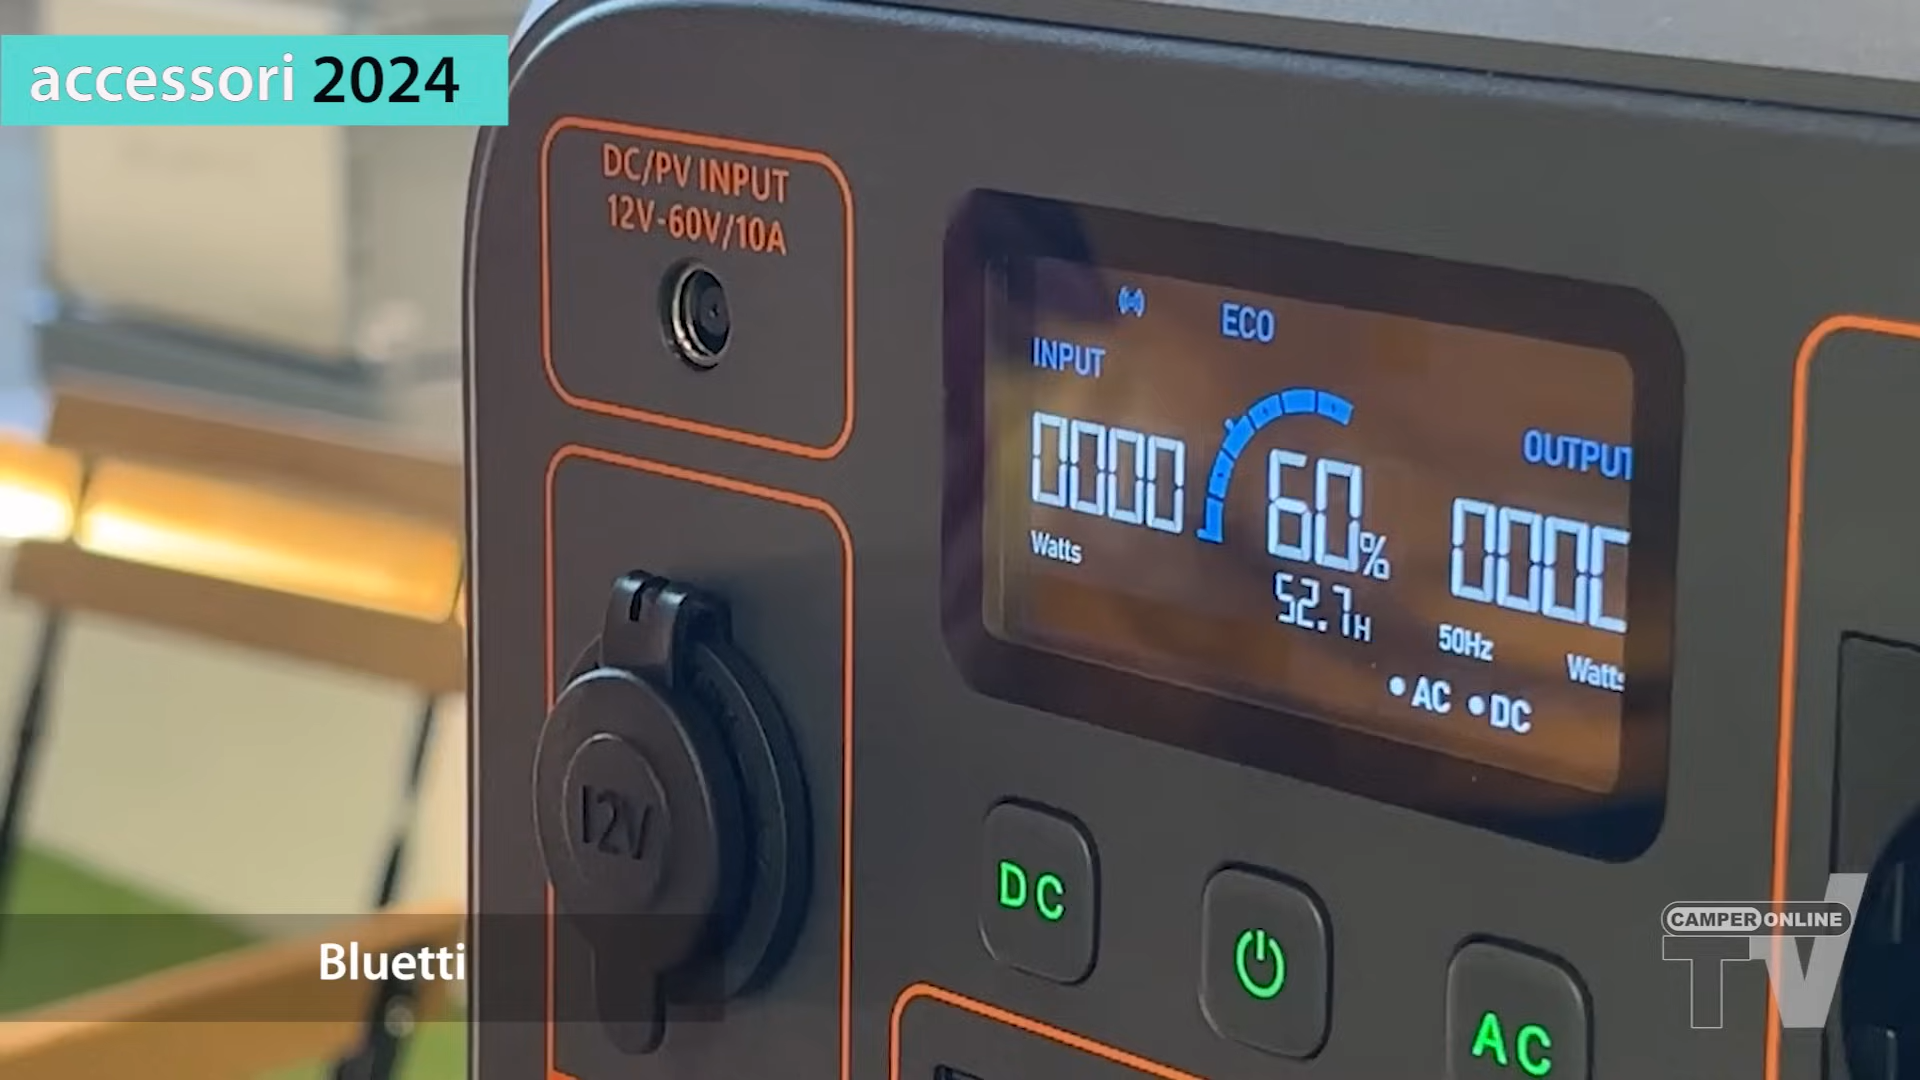 accessori 2024
DC/PV INPUT
12V-60V/10A
ECO
INPUT
OUTPUT
0000
60%
Watts
52.7H
50Hz
Watts
AC DC
12V
DC
AC
Bluetti
CAMPER ONLINE
TV